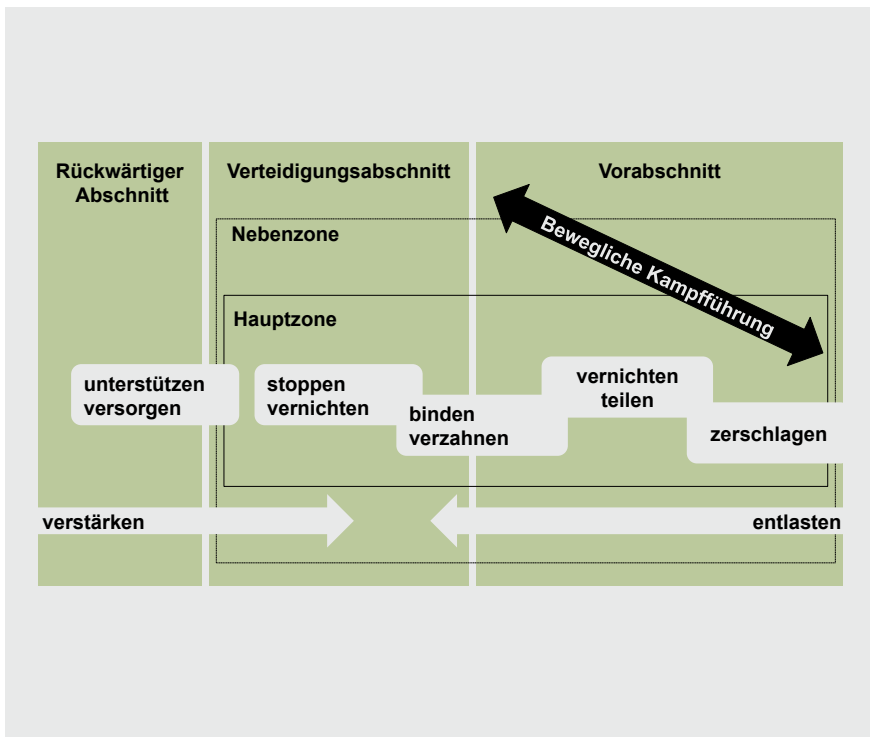 Rückwärtiger
Abschnitt
Verteidigungsabschnitt
Vorabschnitt
Nebenzone
Bewegliche Kampfführung
Hauptzone
unterstützen
versorgen
stoppen
vernichten
binden
verzahnen
vernichten
teilen
zerschlagen
verstärken
entlasten